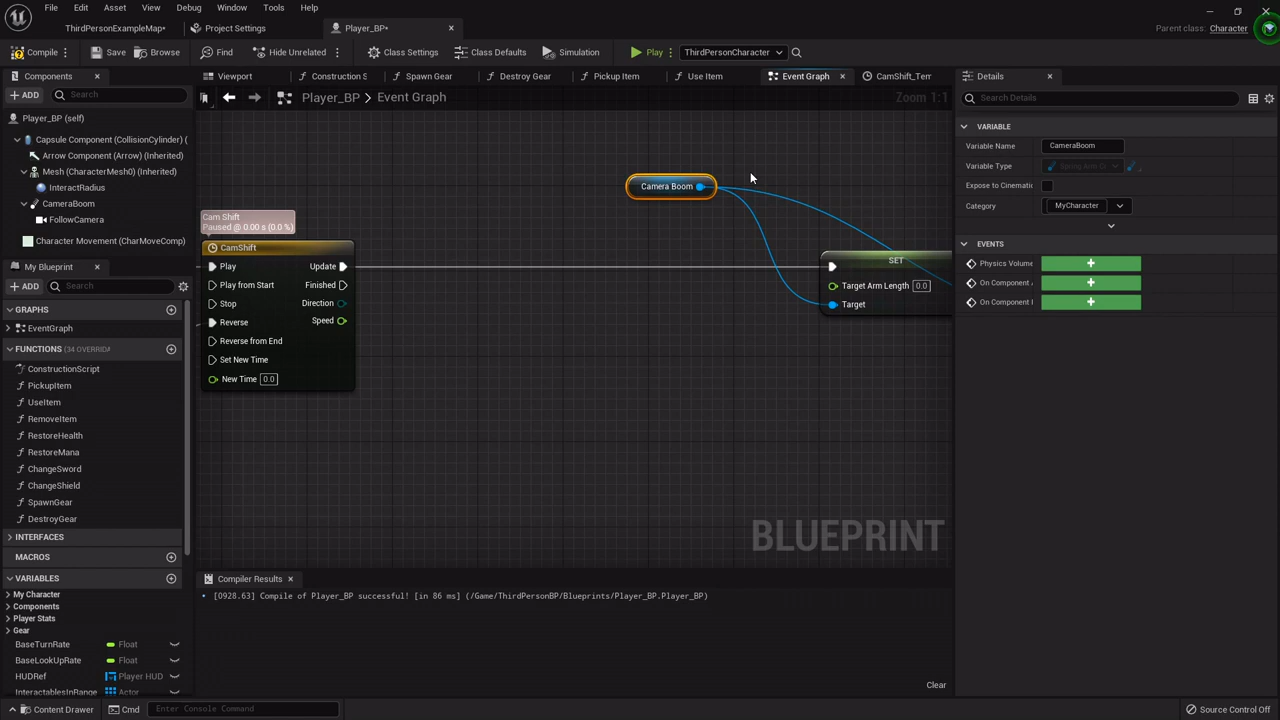 File Edit Asset View Debug Window Tools Help
ThirdPersonExampleMap* Project Settings Player_BP*
Parent class: Character
Compile Save Browse Find Hide Unrelated Class Settings Class Defaults Simulation Play ThirdPersonCharacter
Components
Viewport Construction S Spawn Gear Destroy Gear Pickup Item Use Item Event Graph CamShift_Tem
Details
ADD Search
Player_BP > Event Graph
Zoom 1:1
Search Details
Player_BP (self)
Capsule Component (CollisionCylinder) (
Arrow Component (Arrow) (Inherited)
Mesh (CharacterMesh0) (Inherited)
InteractRadius
CameraBoom
FollowCamera
Character Movement (CharMoveComp)
My Blueprint
ADD Search
GRAPHS
EventGraph
FUNCTIONS (34 OVERRIDA
ConstructionScript
PickupItem
UseItem
RemoveItem
RestoreHealth
RestoreMana
ChangeSword
ChangeShield
SpawnGear
DestroyGear
INTERFACES
MACROS
VARIABLES
My Character
Components
Player Stats
Gear
BaseTurnRate Float
BaseLookUpRate Float
HUDRef Player HUD
InteractablesInRange Actor
Camera Boom
Cam Shift
Paused @ 0.00 s (0.0 %)
CamShift
Play Update
Play from Start Finished
Stop Direction
Reverse Speed
Reverse from End
Set New Time
New Time 0.0
SET
Target Arm Length 0.0
Target
BLUEPRINT
VARIABLE
Variable Name CameraBoom
Variable Type
Expose to Cinematic
Category MyCharacter
EVENTS
Physics Volume
On Component
On Component
Compiler Results
[0928.63] Compile of Player_BP successful! [in 86 ms] (/Game/ThirdPersonBP/Blueprints/Player_BP.Player_BP)
Clear
Content Drawer Cmd Enter Console Command
Source Control Off